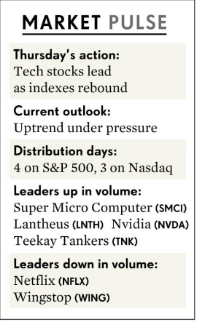 MARKET PULSE
Thursday's action:
Tech stocks lead
as indexes rebound
Current outlook:
Uptrend under pressure
Distribution days:
4 on S&P 500, 3 on Nasdaq
Leaders up in volume:
Super Micro Computer (SMCI)
Lantheus (LNTH) Nvidia (NVDA)
Teekay Tankers (TNK)
Leaders down in volume:
Netflix (NFLX)
Wingstop (WING)